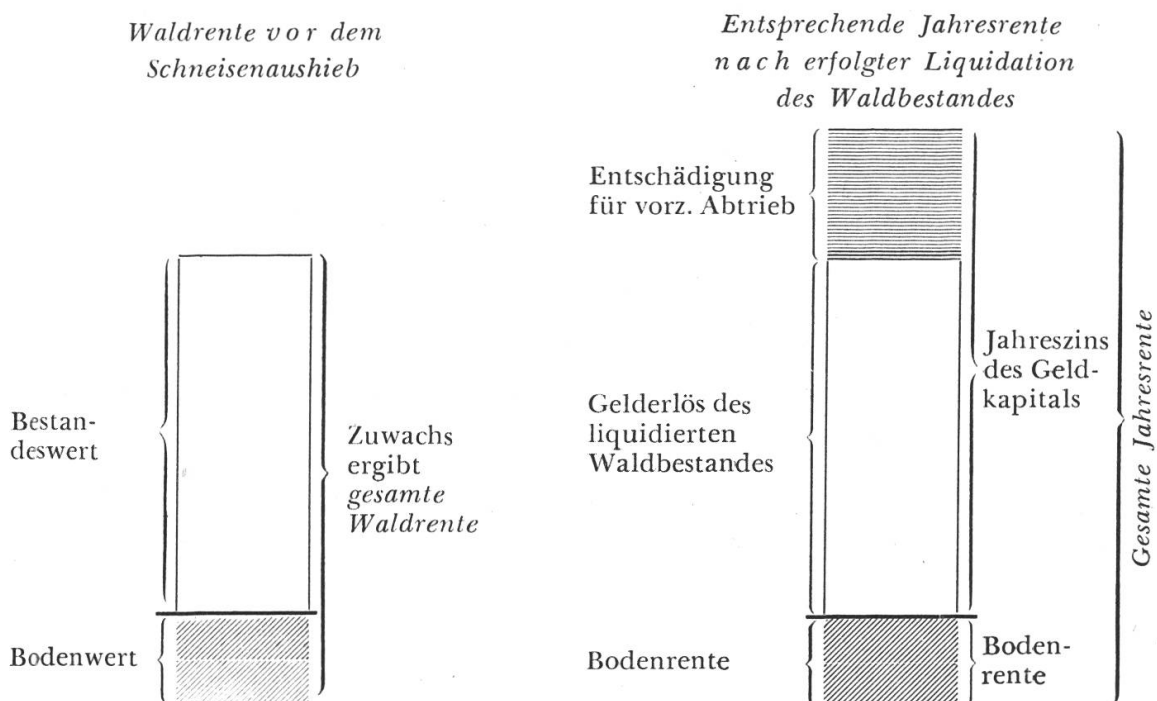 Waldrente vor dem
Schneisenaushieb
Bestan-
deswert
Bodenwert
Zuwachs
ergibt
gesamte
Waldrente
Entsprechende Jahresrente
nach erfolgter Liquidation
des Waldbestandes
Entschädigung
für vorz. Abtrieb
Gelderlös des
liquidierten
Waldbestandes
Bodenrente
Jahreszins
des Geld-
kapitals
Boden-
rente
Gesamte Jahresrente